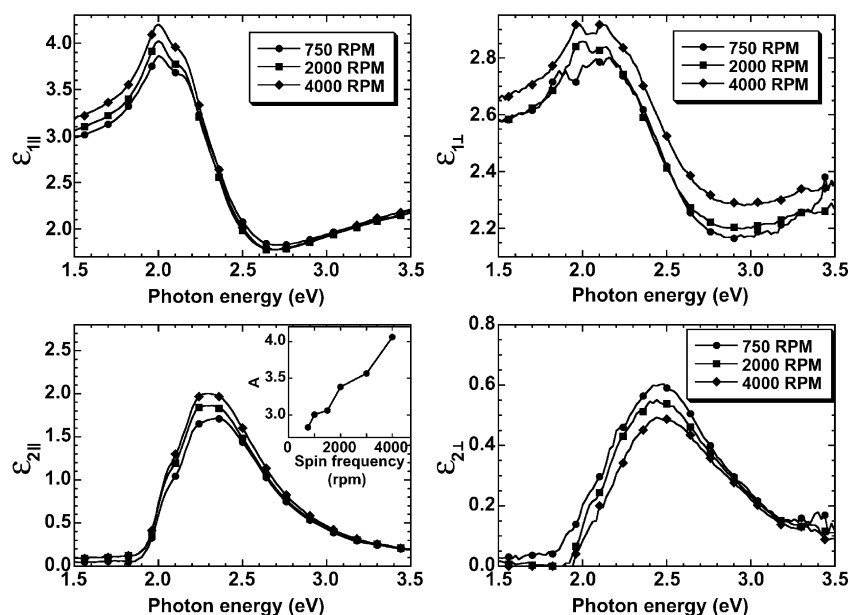 4.0
3.5
3.0
2.5
2.0
ε1||
750 RPM
2000 RPM
4000 RPM
1.5 2.0 2.5 3.0 3.5
Photon energy (eV)
2.8
2.6
2.4
2.2
ε1⊥
750 RPM
2000 RPM
4000 RPM
1.5 2.0 2.5 3.0 3.5
Photon energy (eV)
2.5
2.0
1.5
1.0
0.5
0.0
ε2||
4.0
3.5
3.0
A
0 2000 4000
Spin frequency
(rpm)
1.5 2.0 2.5 3.0 3.5
Photon energy (eV)
0.8
0.6
0.4
0.2
0.0
ε2⊥
750 RPM
2000 RPM
4000 RPM
1.5 2.0 2.5 3.0 3.5
Photon energy (eV)